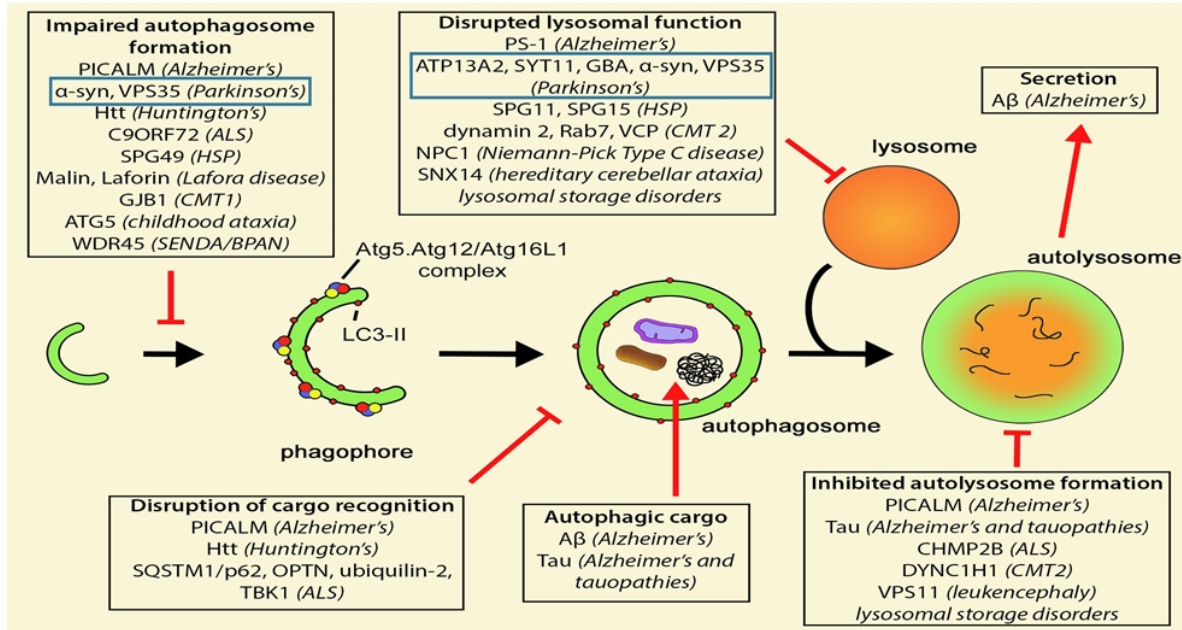 Impaired autophagosome
formation
PICALM (Alzheimer's)
α-syn, VPS35 (Parkinson's)
Htt (Huntington's)
C9ORF72 (ALS)
SPG49 (HSP)
Malin, Laforin (Lafora disease)
GJB1 (CMT1)
ATG5 (childhood ataxia)
WDR45 (SENDA/BPAN)
Disrupted lysosomal function
PS-1 (Alzheimer's)
ATP13A2, SYT11, GBA, α-syn, VPS35
(Parkinson's)
SPG11, SPG15 (HSP)
dynamin 2, Rab7, VCP (CMT 2)
NPC1 (Niemann-Pick Type C disease)
SNX14 (hereditary cerebellar ataxia)
lysosomal storage disorders
Secretion
Aβ (Alzheimer's)
lysosome
Atg5.Atg12/Atg16L1
complex
LC3-II
autolysosome
phagophore
autophagosome
Disruption of cargo recognition
PICALM (Alzheimer's)
Htt (Huntington's)
SQSTM1/p62, OPTN, ubiquilin-2,
TBK1 (ALS)
Autophagic cargo
Aβ (Alzheimer's)
Tau (Alzheimer's and
tauopathies)
Inhibited autolysosome formation
PICALM (Alzheimer's)
Tau (Alzheimer's and tauopathies)
CHMP2B (ALS)
DYNC1H1 (CMT2)
VPS11 (leukencephaly)
lysosomal storage disorders